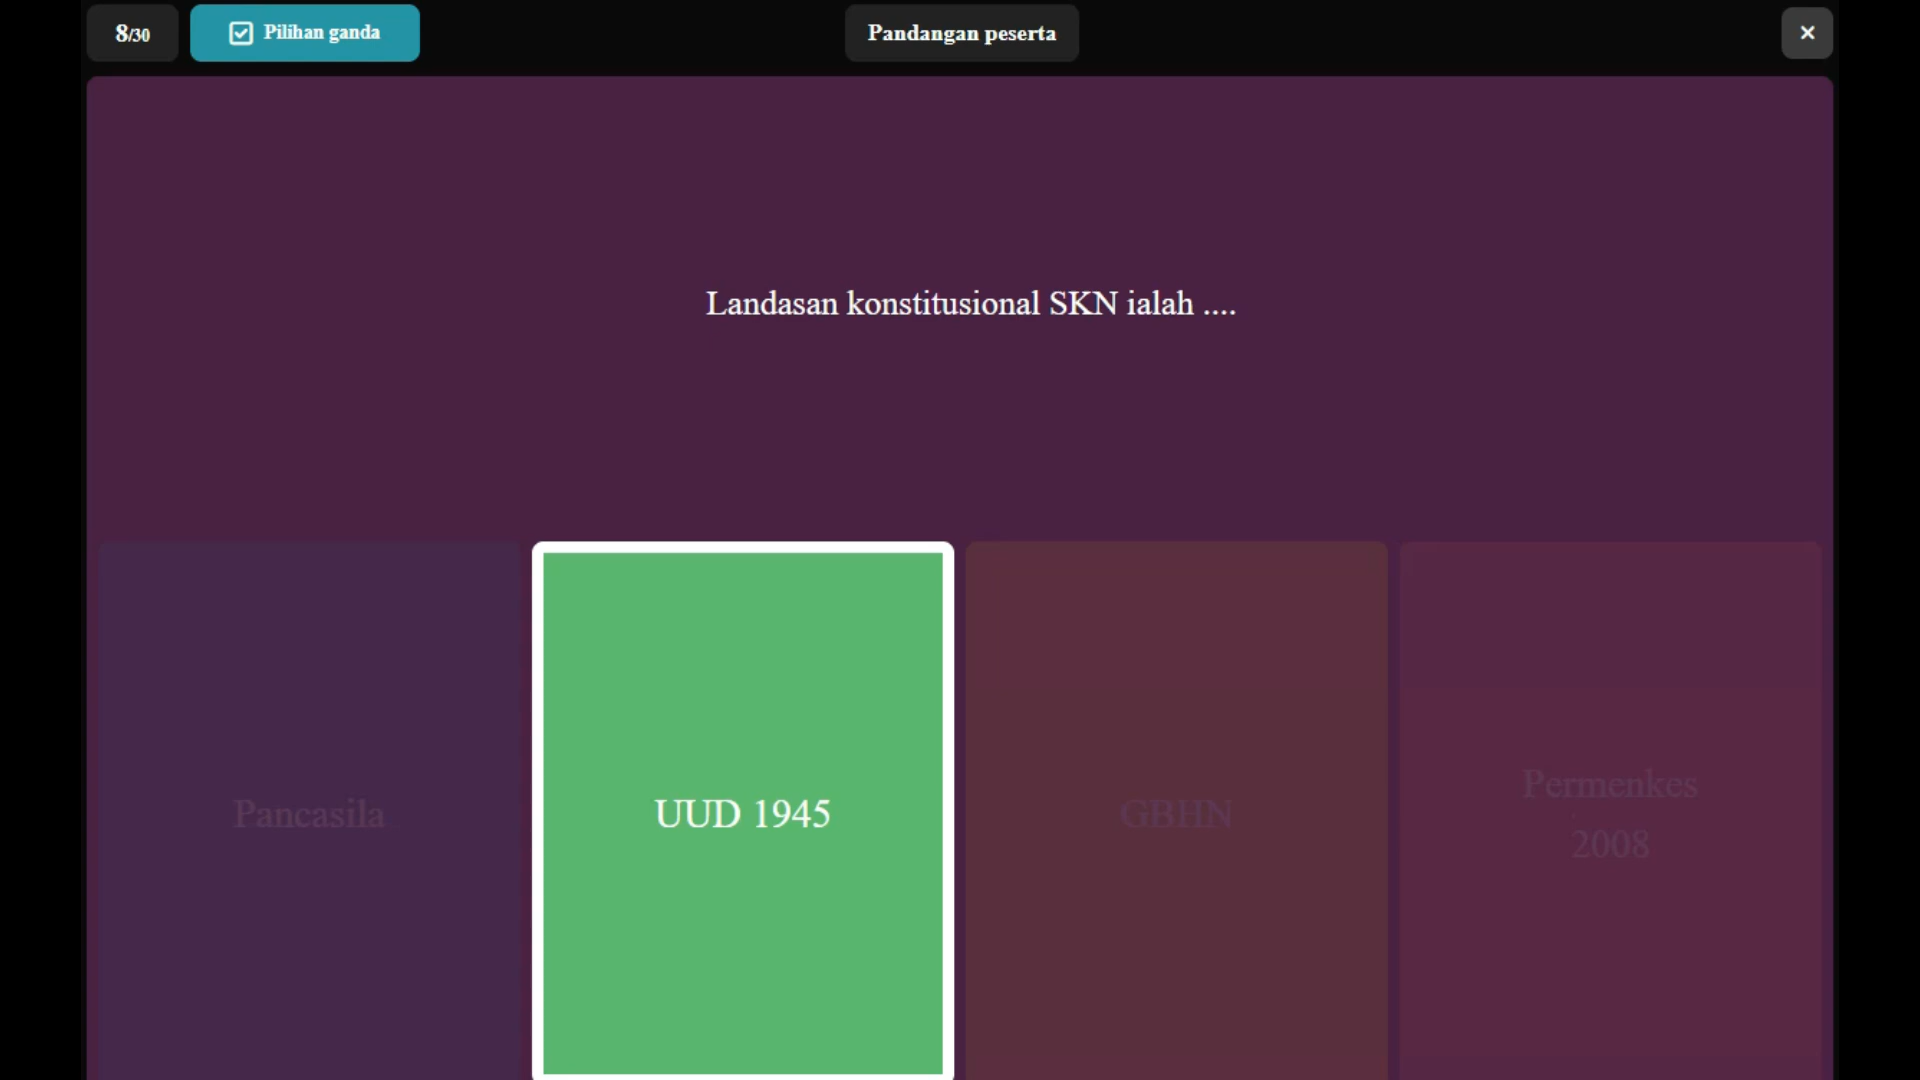 8/30
Pilihan ganda
Pandangan peserta
Landasan konstitusional SKN ialah ....
Pancasila
UUD 1945
GBHN
Permenkes
2008